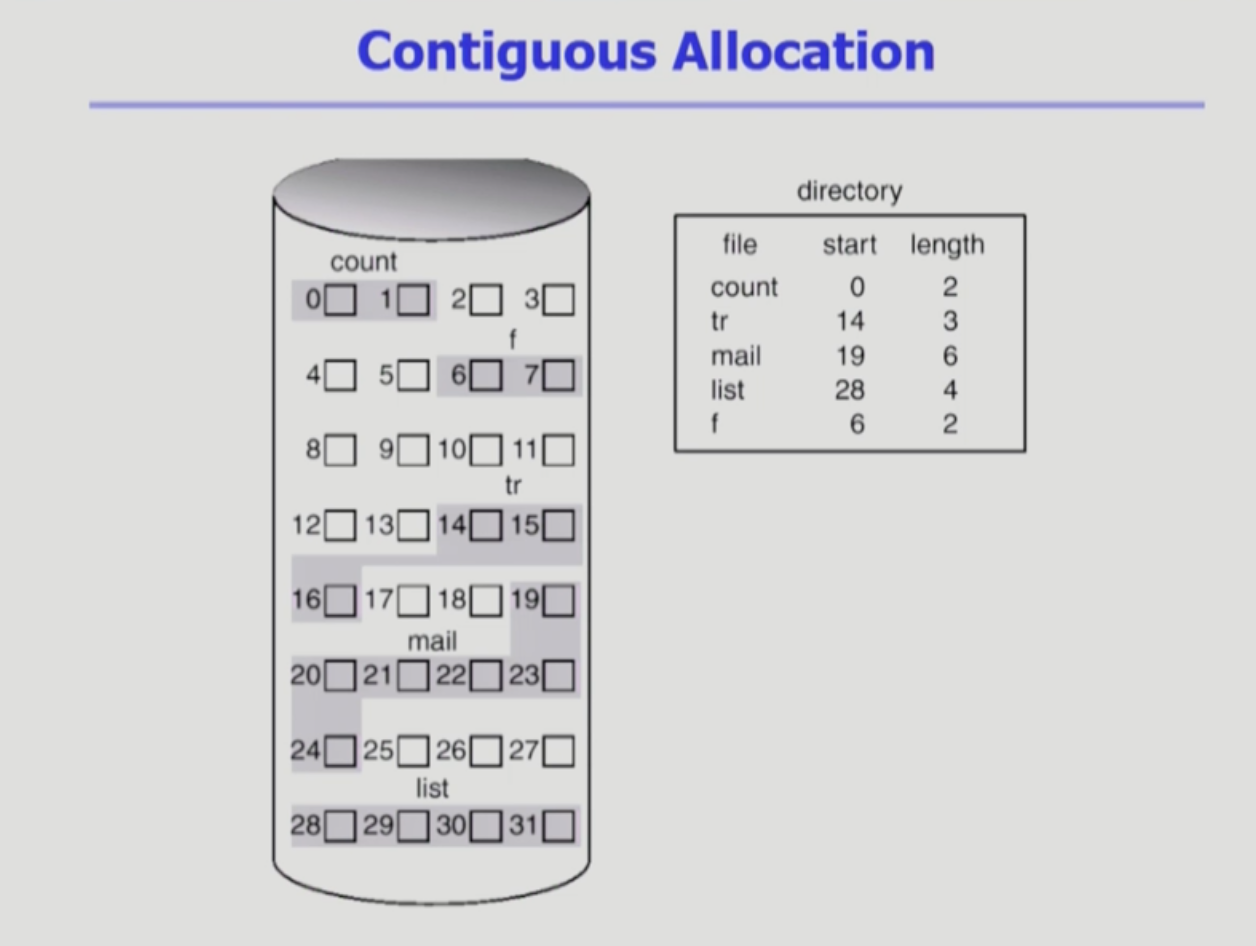 Contiguous Allocation
count
0 1 2 3
f
4 5 6 7
8 9 10 11
tr
12 13 14 15
16 17 18 19
mail
20 21 22 23
24 25 26 27
list
28 29 30 31
directory
file start length
count 0 2
tr 14 3
mail 19 6
list 28 4
f 6 2